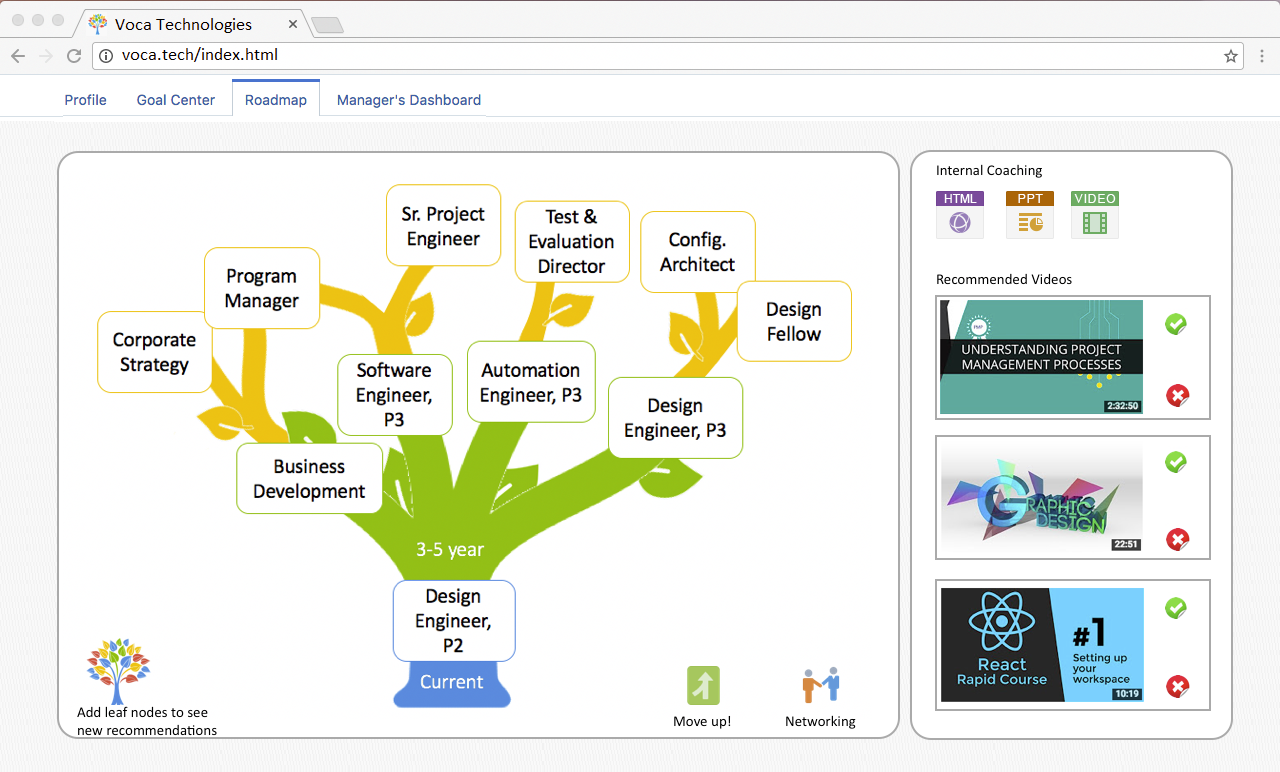 Voca Technologies
voca.tech/index.html
Profile
Goal Center
Roadmap
Manager's Dashboard
Sr. Project
Engineer
Test &
Evaluation
Director
Config.
Architect
Program
Manager
Design
Fellow
Corporate
Strategy
Software
Engineer,
P3
Automation
Engineer, P3
Design
Engineer, P3
Business
Development
3-5 year
Design
Engineer,
P2
Current
Add leaf nodes to see
new recommendations
Move up!
Networking
Internal Coaching
HTML
PPT
VIDEO
Recommended Videos
PMP
UNDERSTANDING PROJECT
MANAGEMENT PROCESSES
2:32:50
GRAPHIC
DESIGN
22:51
React
Rapid Course
#1
Setting up
your
workspace
10:19